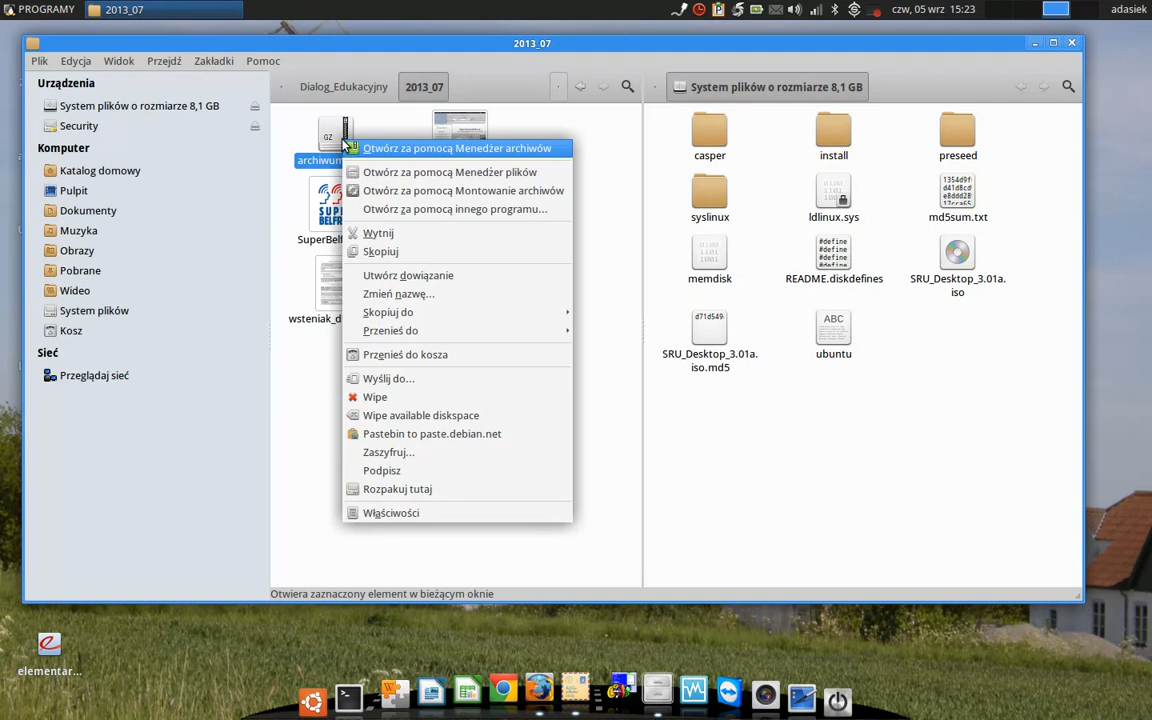 PROGRAMY
2013_07
czw, 05 wrz 15:23
adasiek
2013_07
Plik Edycja Widok Przejdź Zakładki Pomoc
Urządzenia
System plików o rozmiarze 8,1 GB
Security
Komputer
Katalog domowy
Pulpit
Dokumenty
Muzyka
Obrazy
Pobrane
Wideo
System plików
Kosz
Sieć
Przeglądaj sieć
Dialog_Edukacyjny
2013_07
GZ
archiwum
SuperBelf
Otwórz za pomocą Menedżer archiwów
Otwórz za pomocą Menedżer plików
Otwórz za pomocą Montowanie archiwów
Otwórz za pomocą innego programu...
Wytnij
Skopiuj
Utwórz dowiązanie
Zmień nazwę...
Skopiuj do
Przenieś do
Przenieś do kosza
Wyślij do...
Wipe
Wipe available diskspace
Pastebin to paste.debian.net
Zaszyfruj...
Podpisz
Rozpakuj tutaj
Właściwości
System plików o rozmiarze 8,1 GB
casper
install
preseed
syslinux
ldlinux.sys
md5sum.txt
memdisk
#define
README.diskdefines
SRU_Desktop_3.01a.
iso
d71d549
SRU_Desktop_3.01a.
iso.md5
ABC
ubuntu
Otwiera zaznaczony element w bieżącym oknie
elementar...